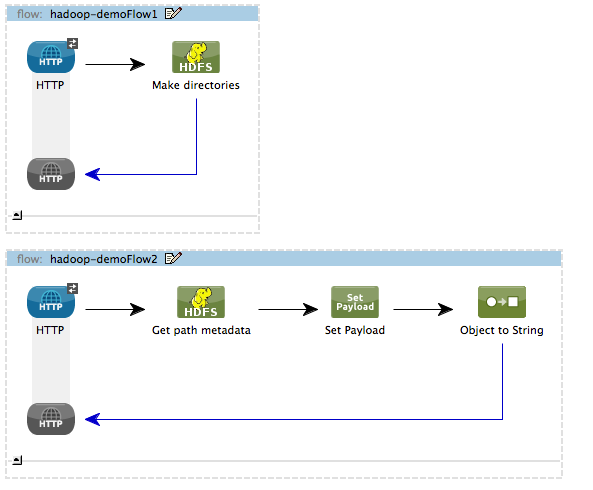 flow: hadoop-demoFlow1
HTTP
HDFS
HTTP
Make directories
HTTP
flow: hadoop-demoFlow2
HTTP
HDFS
Set
Payload
HTTP
Get path metadata
Set Payload
Object to String
HTTP